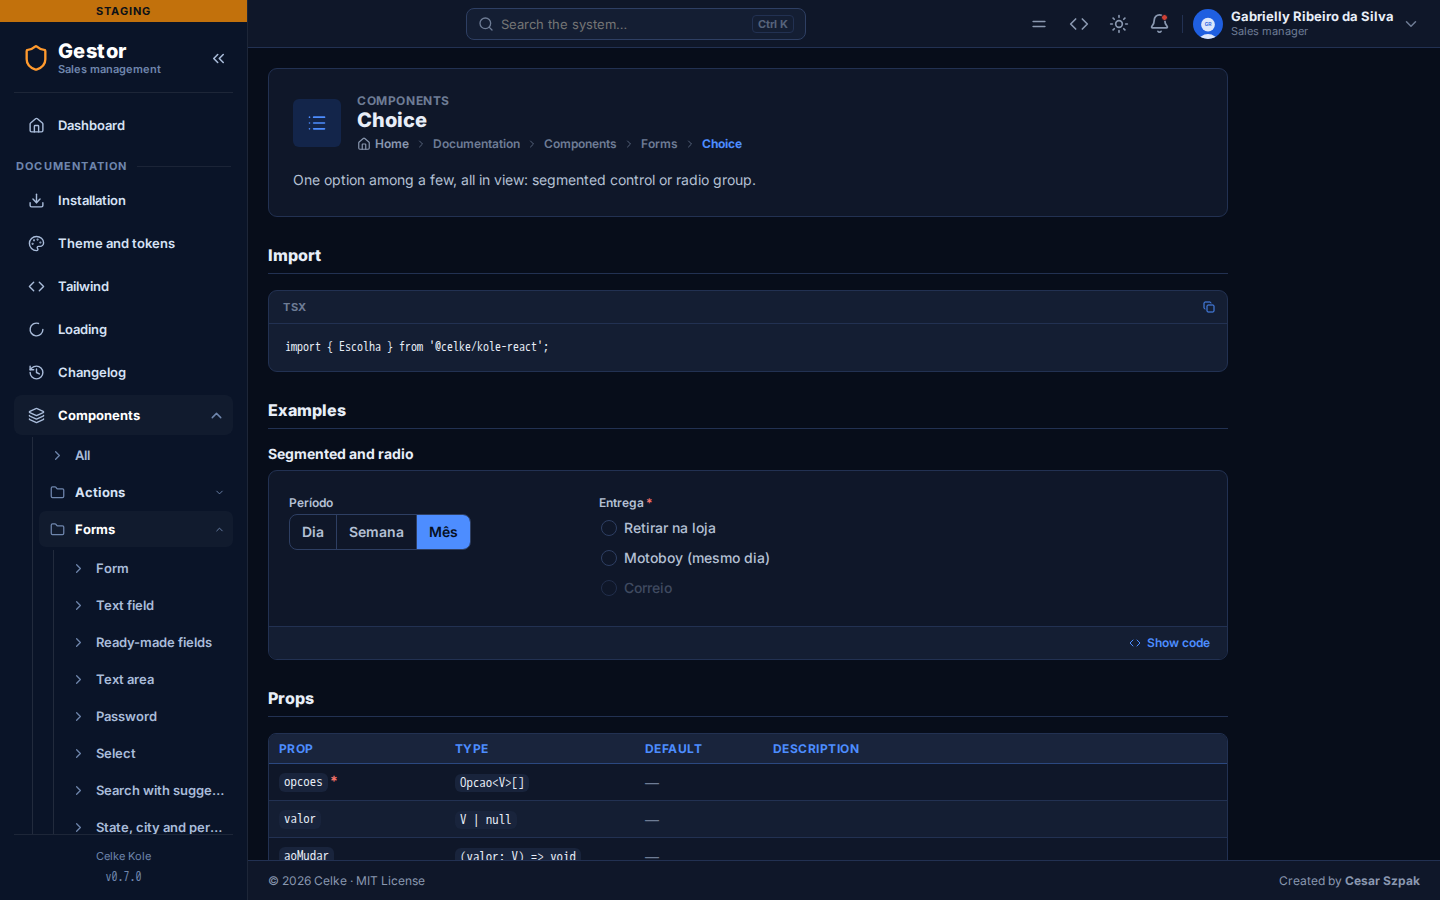 STAGING
Gestor
Sales management
Dashboard
DOCUMENTATION
Installation
Theme and tokens
Tailwind
Loading
Changelog
Components
All
Actions
Forms
Form
Text field
Ready-made fields
Text area
Password
Select
Search with sugge...
State, city and per...
Celke Kole
v0.7.0
Search the system...
Ctrl K
Gabrielly Ribeiro da Silva
Sales manager
COMPONENTS
Choice
Home
Documentation
Components
Forms
Choice
One option among a few, all in view: segmented control or radio group.
Import
TSX
import { Escolha } from '@celke/kole-react';
Examples
Segmented and radio
Período
Dia
Semana
Mês
Entrega *
Retirar na loja
Motoboy (mesmo dia)
Correio
Show code
Props
PROP TYPE DEFAULT DESCRIPTION
opcoes * Opcao<V>[] —
valor V | null —
aoMudar (valor: V) => void —
© 2026 Celke · MIT License
Created by Cesar Szpak